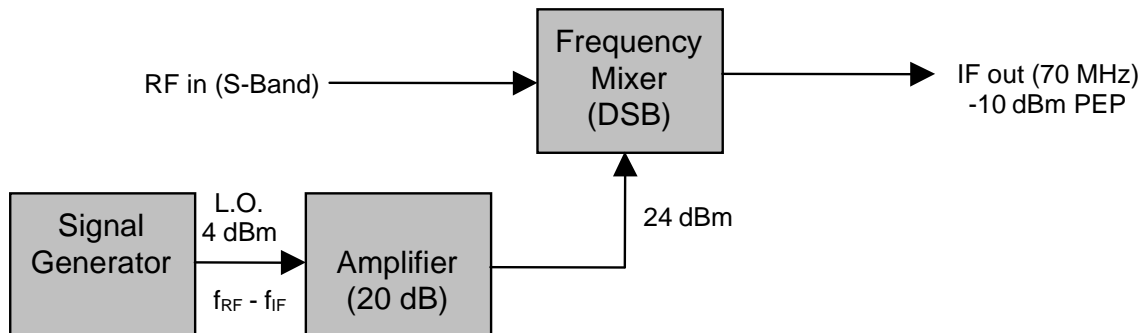 Frequency
Mixer
(DSB)
RF in (S-Band)
IF out (70 MHz)
-10 dBm PEP
Signal
Generator
L.O.
4 dBm
fRF - fIF
Amplifier
(20 dB)
24 dBm